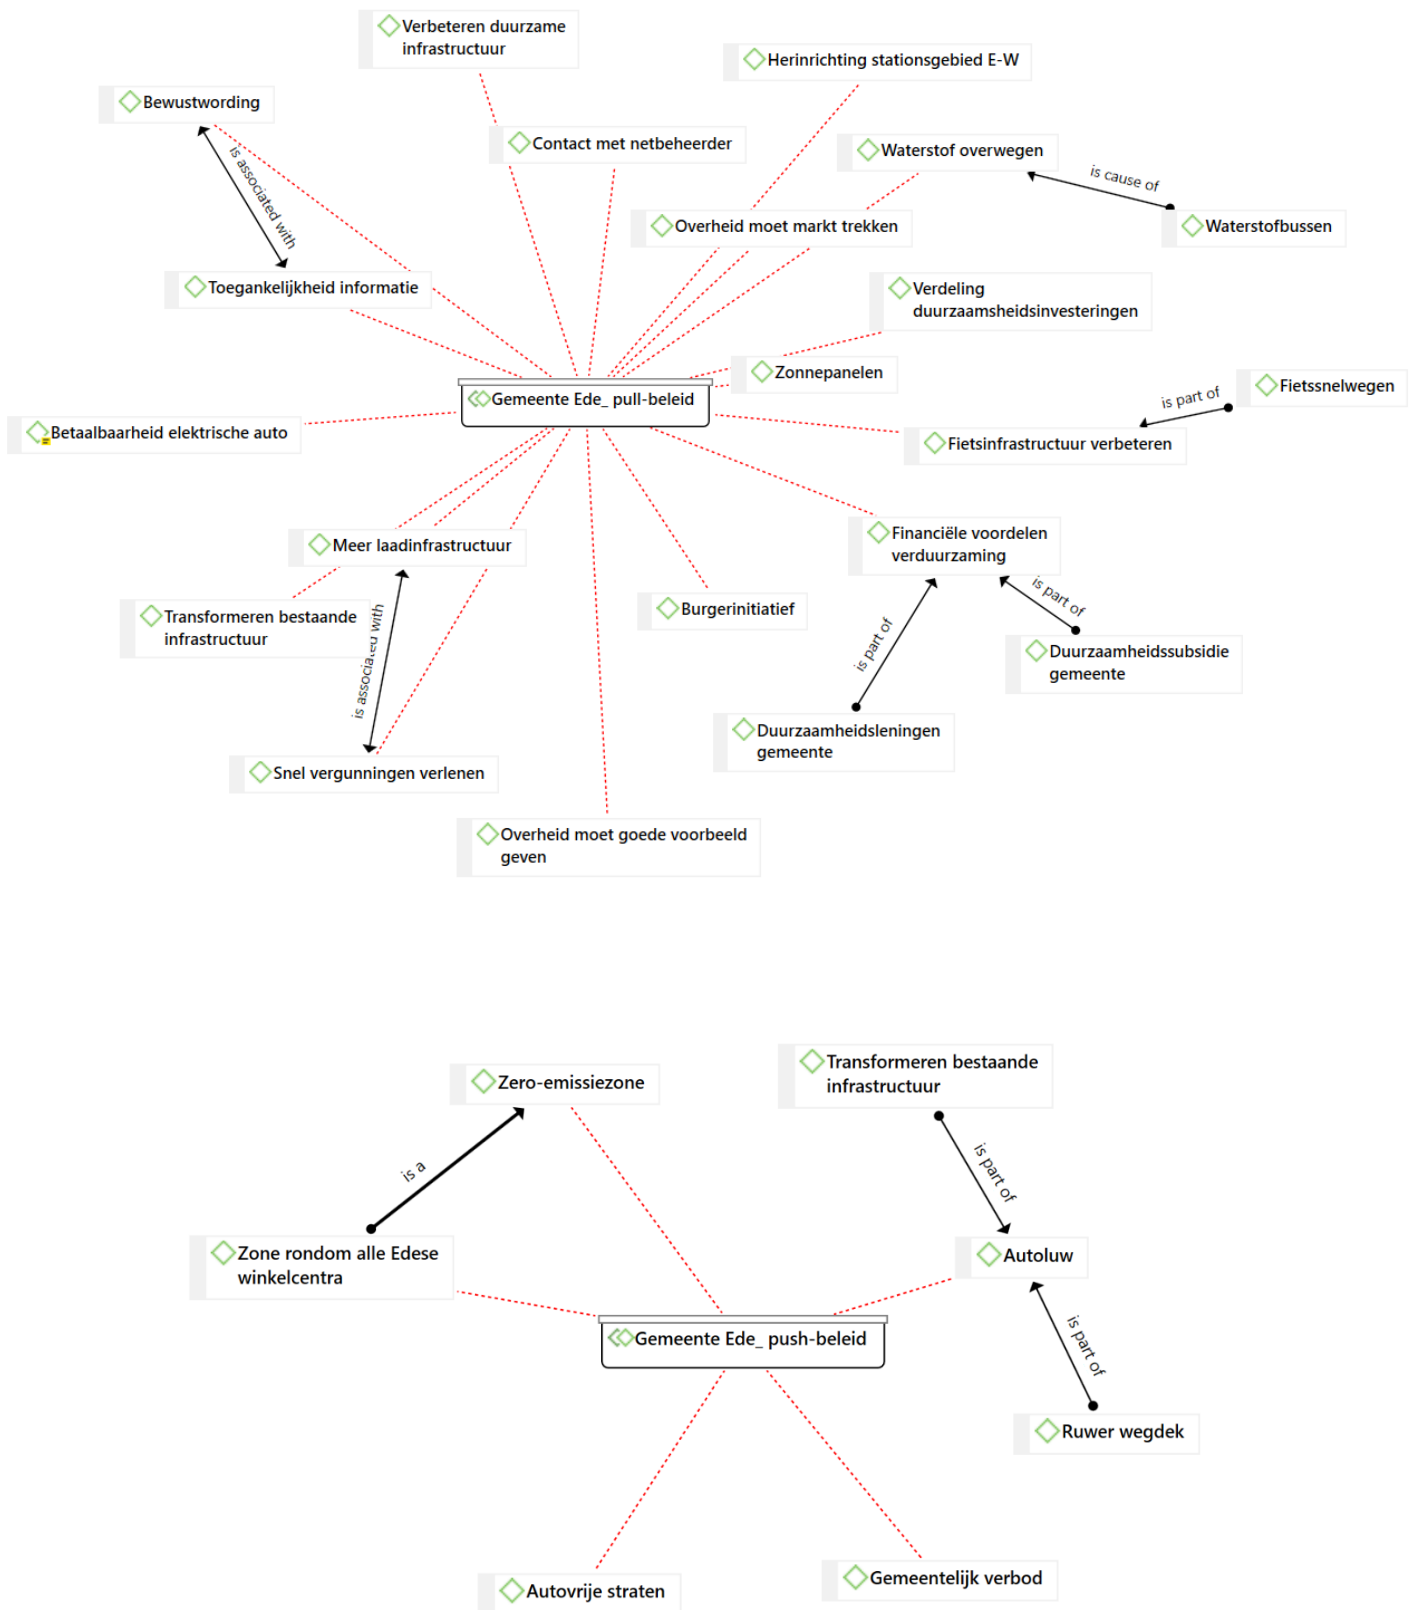 Verbeteren duurzame
infrastructuur
Herinrichting stationsgebied E-W
Bewustwording
Contact met netbeheerder
Waterstof overwegen
is associated with
is cause of
Overheid moet markt trekken
Waterstofbussen
Toegankelijkheid informatie
Verdeling
duurzaamsheidsinvesteringen
Zonnepanelen
Fietssnelwegen
Gemeente Ede_ pull-beleid
is part of
Betaalbaarheid elektrische auto
Fietsinfrastructuur verbeteren
Meer laadinfrastructuur
Financiële voordelen
verduurzaming
is part of
Transformeren bestaande
infrastructuur
Burgerinitiatief
is associated with
is part of
Duurzaamheidssubsidie
gemeente
Duurzaamheidsleningen
gemeente
Snel vergunningen verlenen
Overheid moet goede voorbeeld
geven
Transformeren bestaande
infrastructuur
Zero-emissiezone
is a
is part of
Zone rondom alle Edese
winkelcentra
Autoluw
Gemeente Ede_ push-beleid
is part of
Ruwer wegdek
Gemeentelijk verbod
Autovrije straten